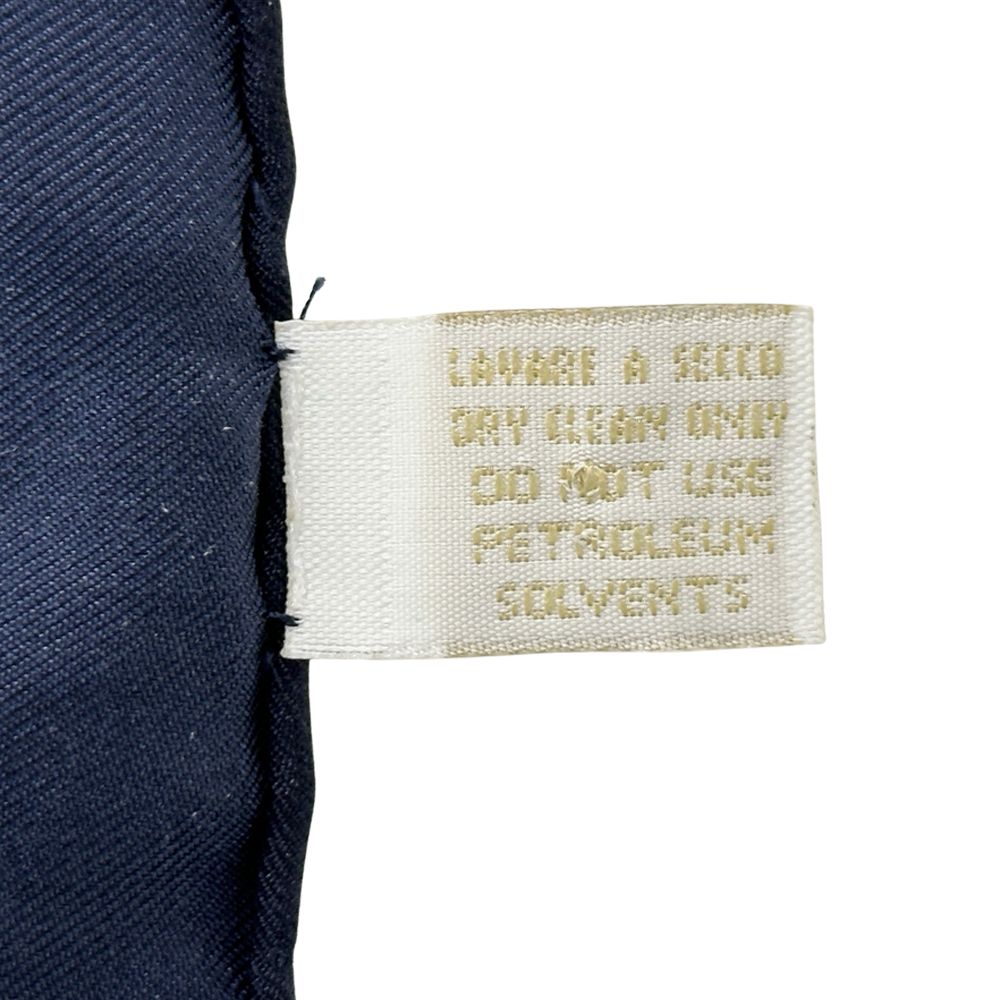 LAVARE A SECCO
DRY CLEAN ONLY
DO NOT USE
PETROLEUM
SOLVENTS